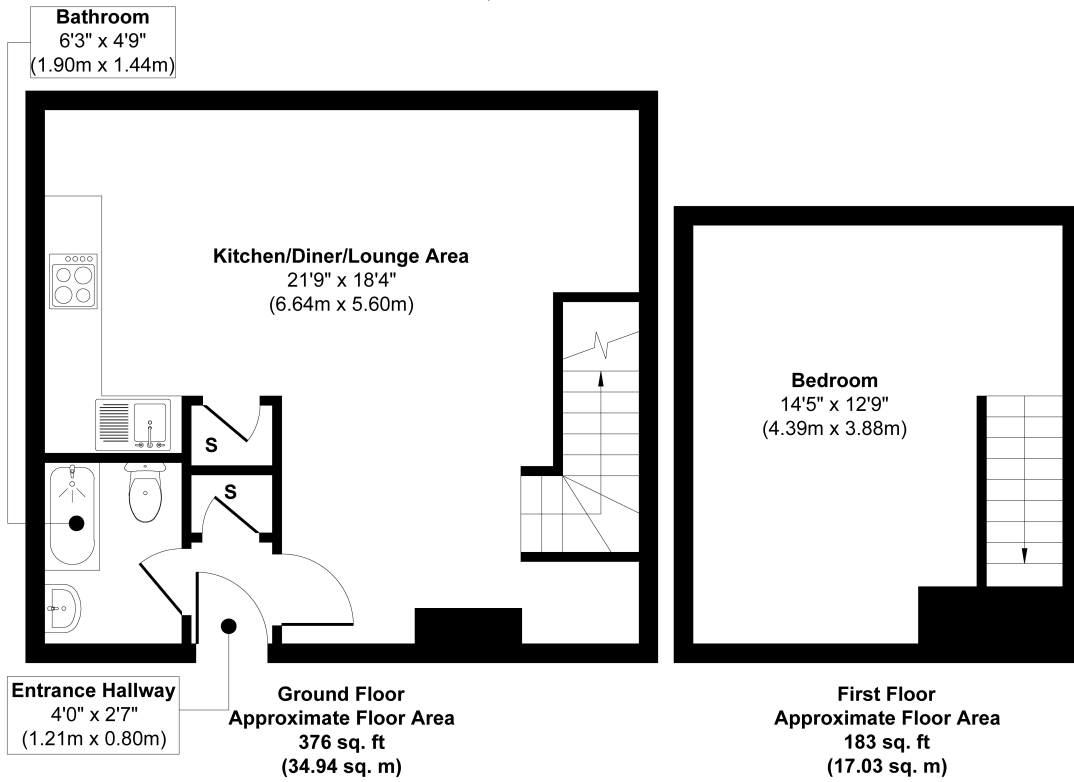 Bathroom
6'3" x 4'9"
(1.90m x 1.44m)
Kitchen/Diner/Lounge Area
21'9" x 18'4"
(6.64m x 5.60m)
Bedroom
14'5" x 12'9"
(4.39m x 3.88m)
S
S
Entrance Hallway
4'0" x 2'7"
(1.21m x 0.80m)
Ground Floor
Approximate Floor Area
376 sq. ft
(34.94 sq. m)
First Floor
Approximate Floor Area
183 sq. ft
(17.03 sq. m)